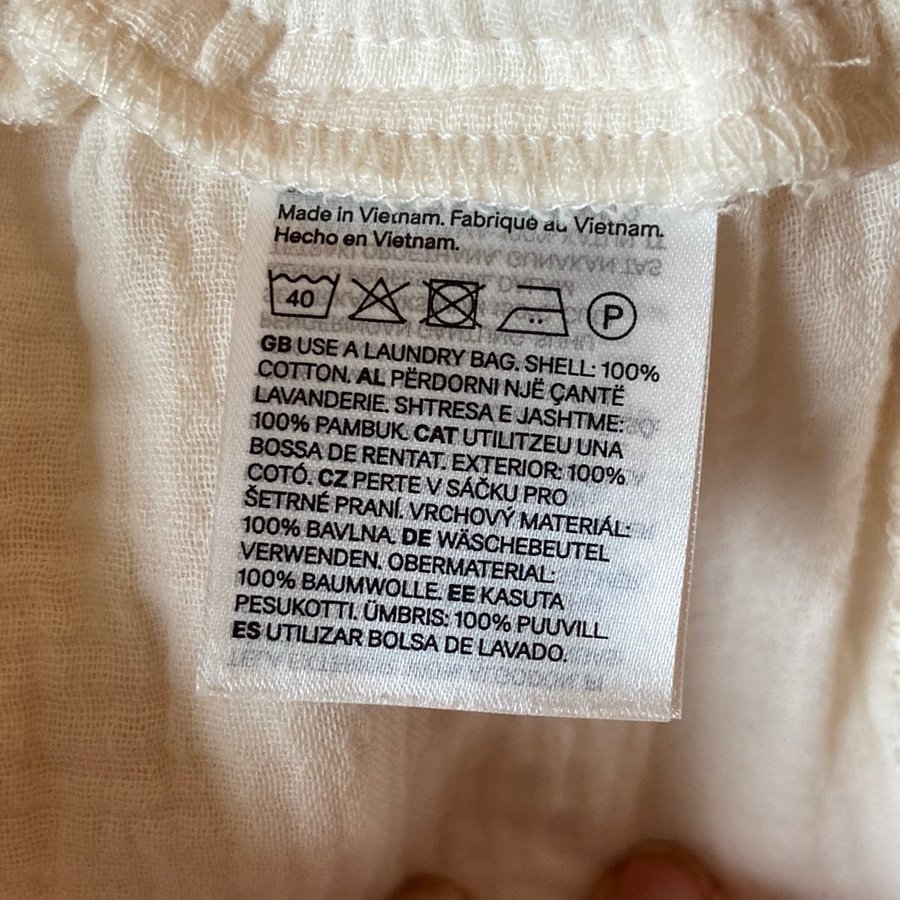 Made in Vietnam. Fabriqué au Vietnam.
Hecho en Vietnam.
40 P
GB USE A LAUNDRY BAG. SHELL: 100%
COTTON. AL PËRDORNI NJË ÇANTË
LAVANDERIE. SHTRESA E JASHTME:
100% PAMBUK. CAT UTILITZEU UNA
BOSSA DE RENTAT. EXTERIOR: 100%
COTÓ. CZ PERTE V SÁČKU PRO
ŠETRNÉ PRANÍ. VRCHOVÝ MATERIÁL:
100% BAVLNA. DE WÄSCHEBEUTEL
VERWENDEN. OBERMATERIAL:
100% BAUMWOLLE. EE KASUTA
PESUKOTTI. ÜMBRIS: 100% PUUVILL.
ES UTILIZAR BOLSA DE LAVADO.